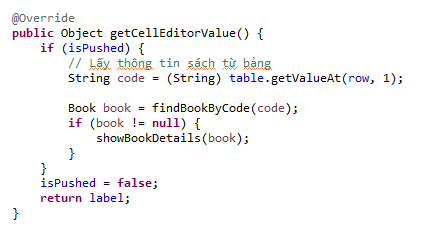 @Override
public Object getCellEditorValue() {
    if (isPushed) {
        // Lấy thông tin sách từ bảng
        String code = (String) table.getValueAt(row, 1);

        Book book = findBookByCode(code);
        if (book != null) {
            showBookDetails(book);
        }
    }
    isPushed = false;
    return label;
}